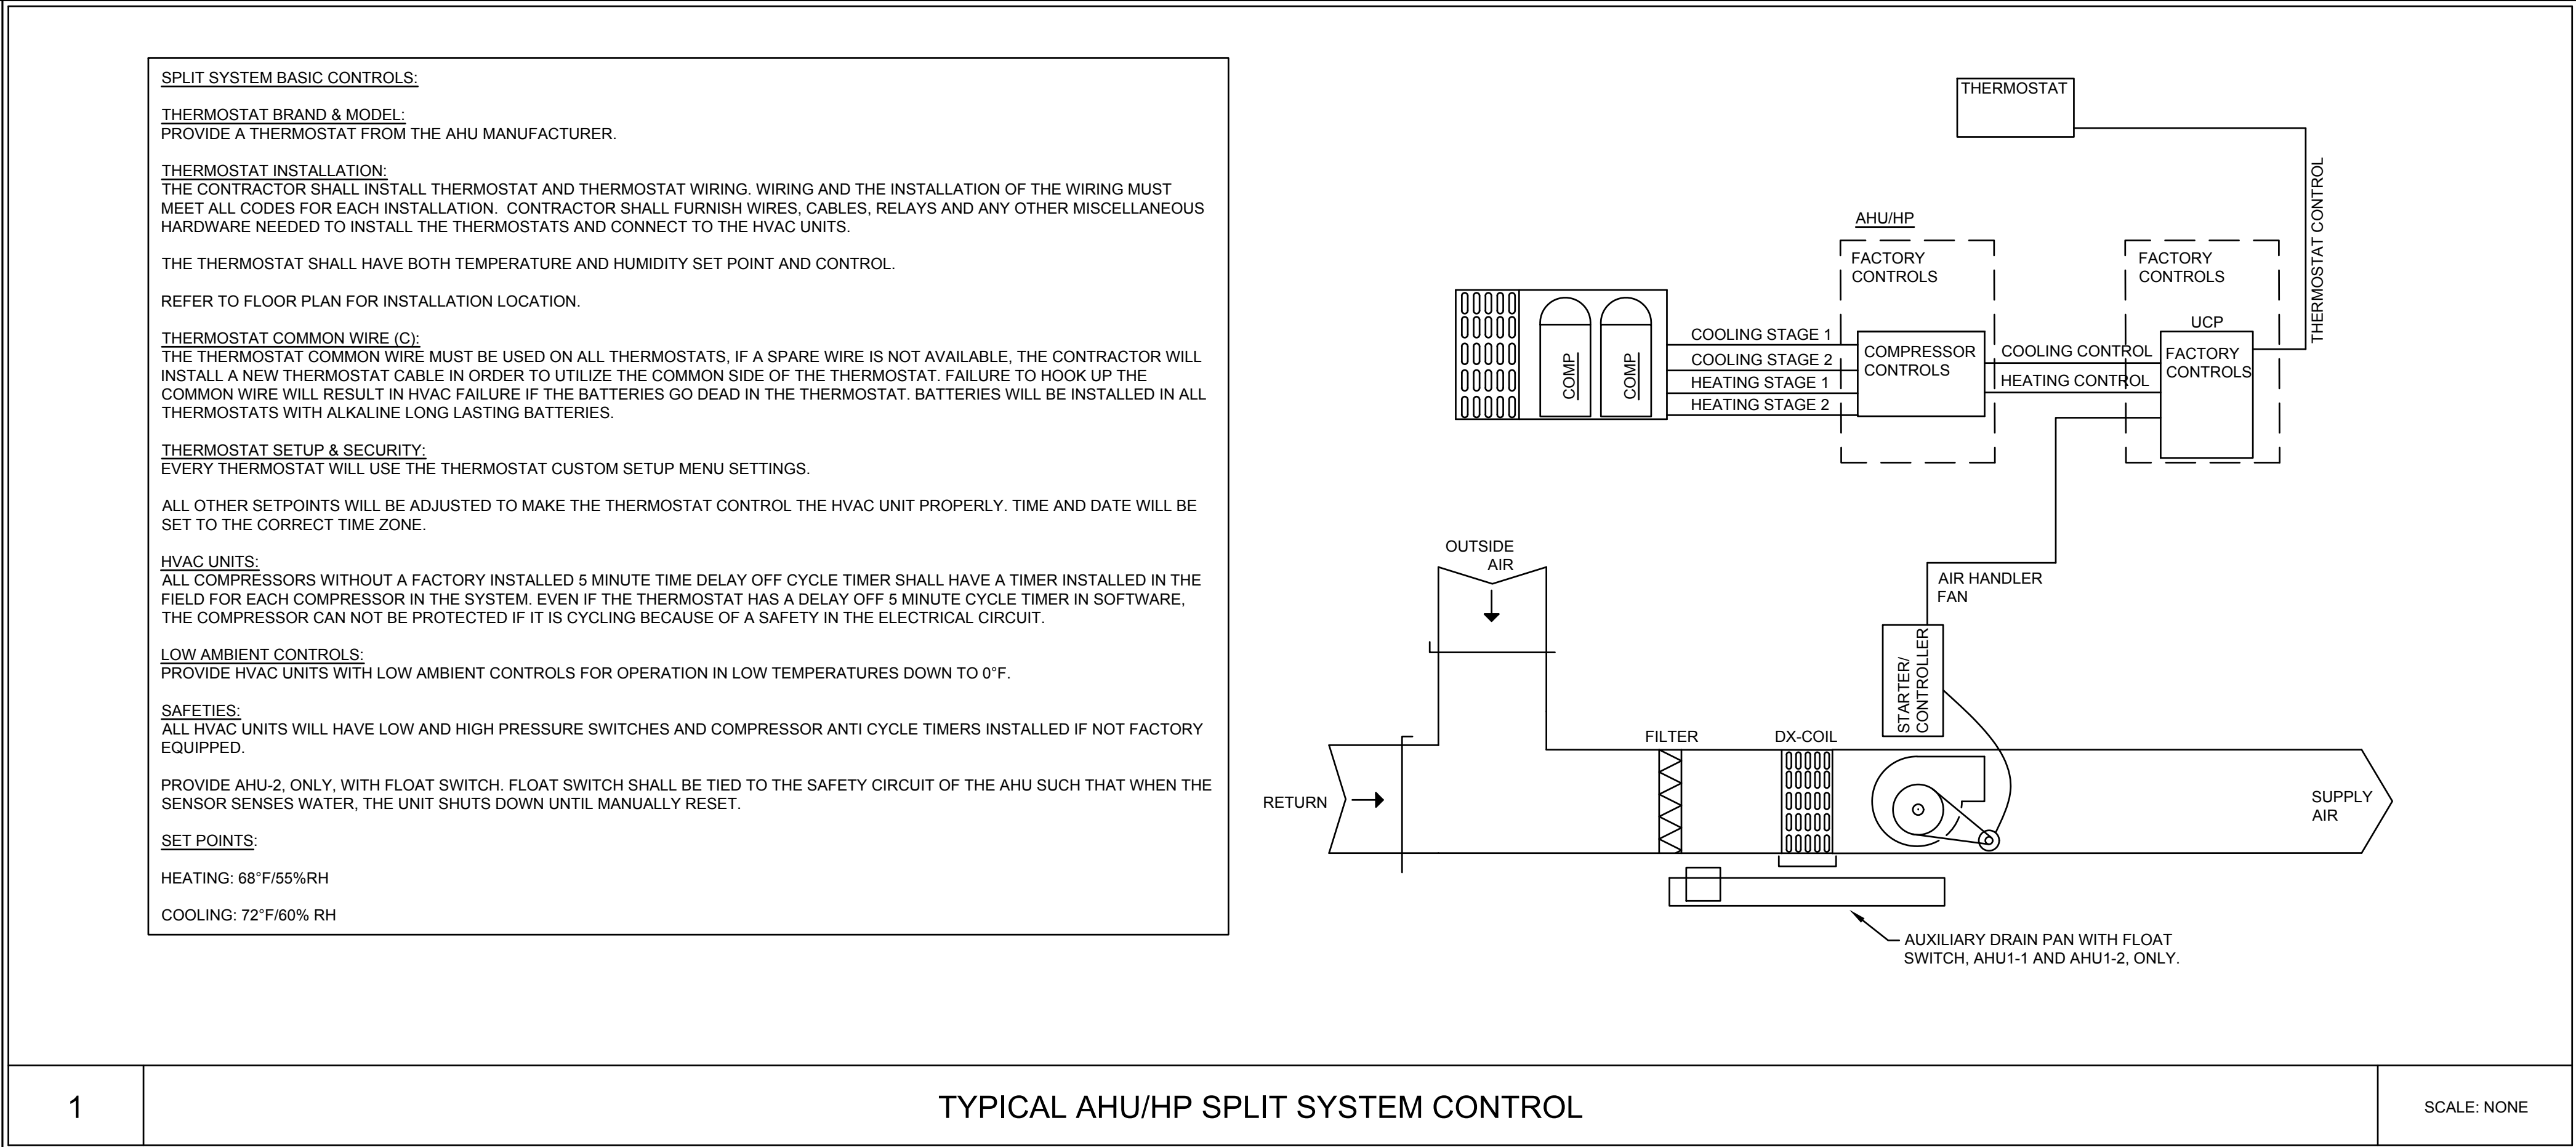 SPLIT SYSTEM BASIC CONTROLS:
THERMOSTAT BRAND & MODEL:
PROVIDE A THERMOSTAT FROM THE AHU MANUFACTURER.
THERMOSTAT INSTALLATION:
THE CONTRACTOR SHALL INSTALL THERMOSTAT AND THERMOSTAT WIRING. WIRING AND THE INSTALLATION OF THE WIRING MUST
MEET ALL CODES FOR EACH INSTALLATION. CONTRACTOR SHALL FURNISH WIRES, CABLES, RELAYS AND ANY OTHER MISCELLANEOUS
HARDWARE NEEDED TO INSTALL THE THERMOSTATS AND CONNECT TO THE HVAC UNITS.
THE THERMOSTAT SHALL HAVE BOTH TEMPERATURE AND HUMIDITY SET POINT AND CONTROL.
REFER TO FLOOR PLAN FOR INSTALLATION LOCATION.
THERMOSTAT COMMON WIRE (C):
THE THERMOSTAT COMMON WIRE MUST BE USED ON ALL THERMOSTATS, IF A SPARE WIRE IS NOT AVAILABLE, THE CONTRACTOR WILL
INSTALL A NEW THERMOSTAT CABLE IN ORDER TO UTILIZE THE COMMON SIDE OF THE THERMOSTAT. FAILURE TO HOOK UP THE
COMMON WIRE WILL RESULT IN HVAC FAILURE IF THE BATTERIES GO DEAD IN THE THERMOSTAT. BATTERIES WILL BE INSTALLED IN ALL
THERMOSTATS WITH ALKALINE LONG LASTING BATTERIES.
THERMOSTAT SETUP & SECURITY:
EVERY THERMOSTAT WILL USE THE THERMOSTAT CUSTOM SETUP MENU SETTINGS.
ALL OTHER SETPOINTS WILL BE ADJUSTED TO MAKE THE THERMOSTAT CONTROL THE HVAC UNIT PROPERLY. TIME AND DATE WILL BE
SET TO THE CORRECT TIME ZONE.
HVAC UNITS:
ALL COMPRESSORS WITHOUT A FACTORY INSTALLED 5 MINUTE TIME DELAY OFF CYCLE TIMER SHALL HAVE A TIMER INSTALLED IN THE
FIELD FOR EACH COMPRESSOR IN THE SYSTEM. EVEN IF THE THERMOSTAT HAS A DELAY OFF 5 MINUTE CYCLE TIMER IN SOFTWARE,
THE COMPRESSOR CAN NOT BE PROTECTED IF IT IS CYCLING BECAUSE OF A SAFETY IN THE ELECTRICAL CIRCUIT.
LOW AMBIENT CONTROLS:
PROVIDE HVAC UNITS WITH LOW AMBIENT CONTROLS FOR OPERATION IN LOW TEMPERATURES DOWN TO 0°F.
SAFETIES:
ALL HVAC UNITS WILL HAVE LOW AND HIGH PRESSURE SWITCHES AND COMPRESSOR ANTI CYCLE TIMERS INSTALLED IF NOT FACTORY
EQUIPPED.
PROVIDE AHU-2, ONLY, WITH FLOAT SWITCH. FLOAT SWITCH SHALL BE TIED TO THE SAFETY CIRCUIT OF THE AHU SUCH THAT WHEN THE
SENSOR SENSES WATER, THE UNIT SHUTS DOWN UNTIL MANUALLY RESET.
SET POINTS:
HEATING: 68°F/55%RH
COOLING: 72°F/60% RH
THERMOSTAT
THERMOSTAT CONTROL
AHU/HP
FACTORY
CONTROLS
FACTORY
CONTROLS
UCP
COMP
COMP
COOLING STAGE 1
COOLING STAGE 2
HEATING STAGE 1
HEATING STAGE 2
COMPRESSOR
CONTROLS
COOLING CONTROL
HEATING CONTROL
FACTORY
CONTROLS
OUTSIDE
AIR
AIR HANDLER
FAN
STARTER/
CONTROLLER
FILTER
DX-COIL
RETURN
SUPPLY
AIR
AUXILIARY DRAIN PAN WITH FLOAT
SWITCH, AHU1-1 AND AHU1-2, ONLY.
1
TYPICAL AHU/HP SPLIT SYSTEM CONTROL
SCALE: NONE